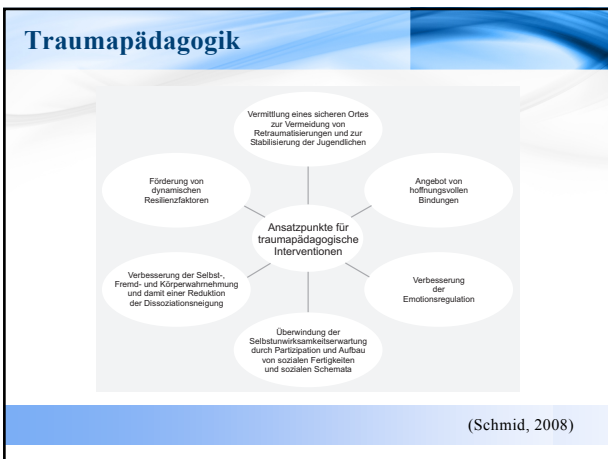 Traumapädagogik
Vermittlung eines sicheren Ortes
zur Vermeidung von
Retraumatisierungen und zur
Stabilisierung der Jugendlichen
Förderung von
dynamischen
Resilienzfaktoren
Angebot von
hoffnungsvollen
Bindungen
Ansatzpunkte für
traumapädagogische
Interventionen
Verbesserung der Selbst-,
Fremd- und Körperwahrnehmung
und damit einer Reduktion
der Dissoziationsneigung
Verbesserung
der
Emotionsregulation
Überwindung der
Selbstunwirksamkeitserwartung
durch Partizipation und Aufbau
von sozialen Fertigkeiten
und sozialen Schemata
(Schmid, 2008)